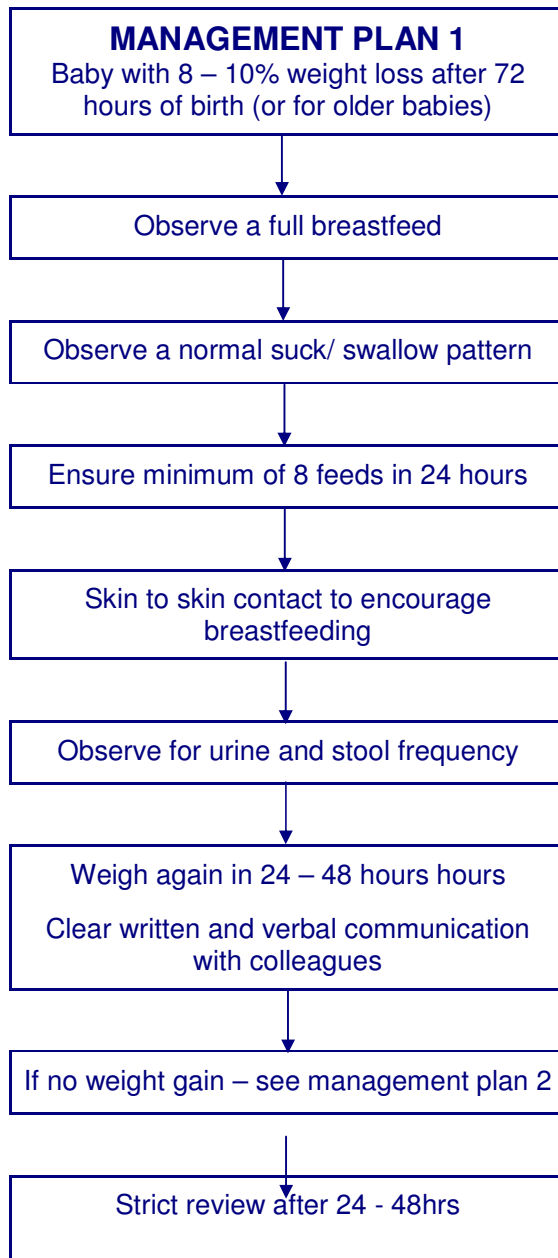 MANAGEMENT PLAN 1
Baby with 8 – 10% weight loss after 72
hours of birth (or for older babies)
Observe a full breastfeed
Observe a normal suck/ swallow pattern
Ensure minimum of 8 feeds in 24 hours
Skin to skin contact to encourage
breastfeeding
Observe for urine and stool frequency
Weigh again in 24 – 48 hours hours
Clear written and verbal communication
with colleagues
If no weight gain – see management plan 2
Strict review after 24 - 48hrs